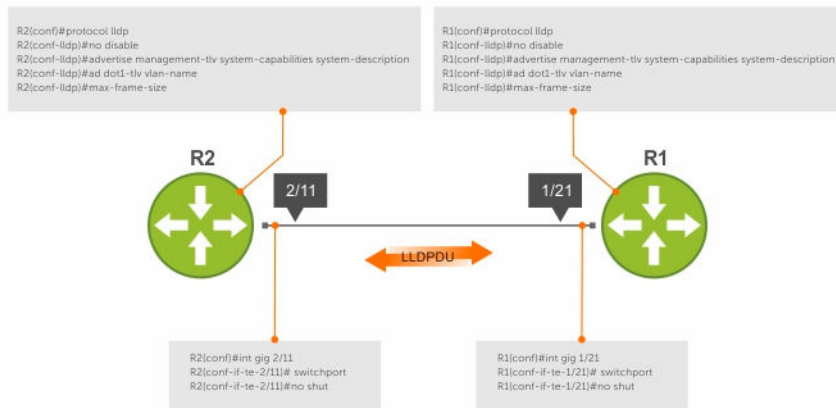 R2(conf)#protocol lldp
R2(conf-lldp)#no disable
R2(conf-lldp)#advertise management-tlv system-capabilities system-description
R2(conf-lldp)#ad dot1-tlv vlan-name
R2(conf-lldp)#max-frame-size
R1(conf)#protocol lldp
R1(conf-lldp)#no disable
R1(conf-lldp)#advertise management-tlv system-capabilities system-description
R1(conf-lldp)#ad dot1-tlv vlan-name
R1(conf-lldp)#max-frame-size
R2
R1
2/11
1/21
LLDPDU
R2(conf)#int gig 2/11
R2(conf-if-te-2/11)# switchport
R2(conf-if-te-2/11)#no shut
R1(conf)#int gig 1/21
R1(conf-if-te-1/21)# switchport
R1(conf-if-te-1/21)#no shut